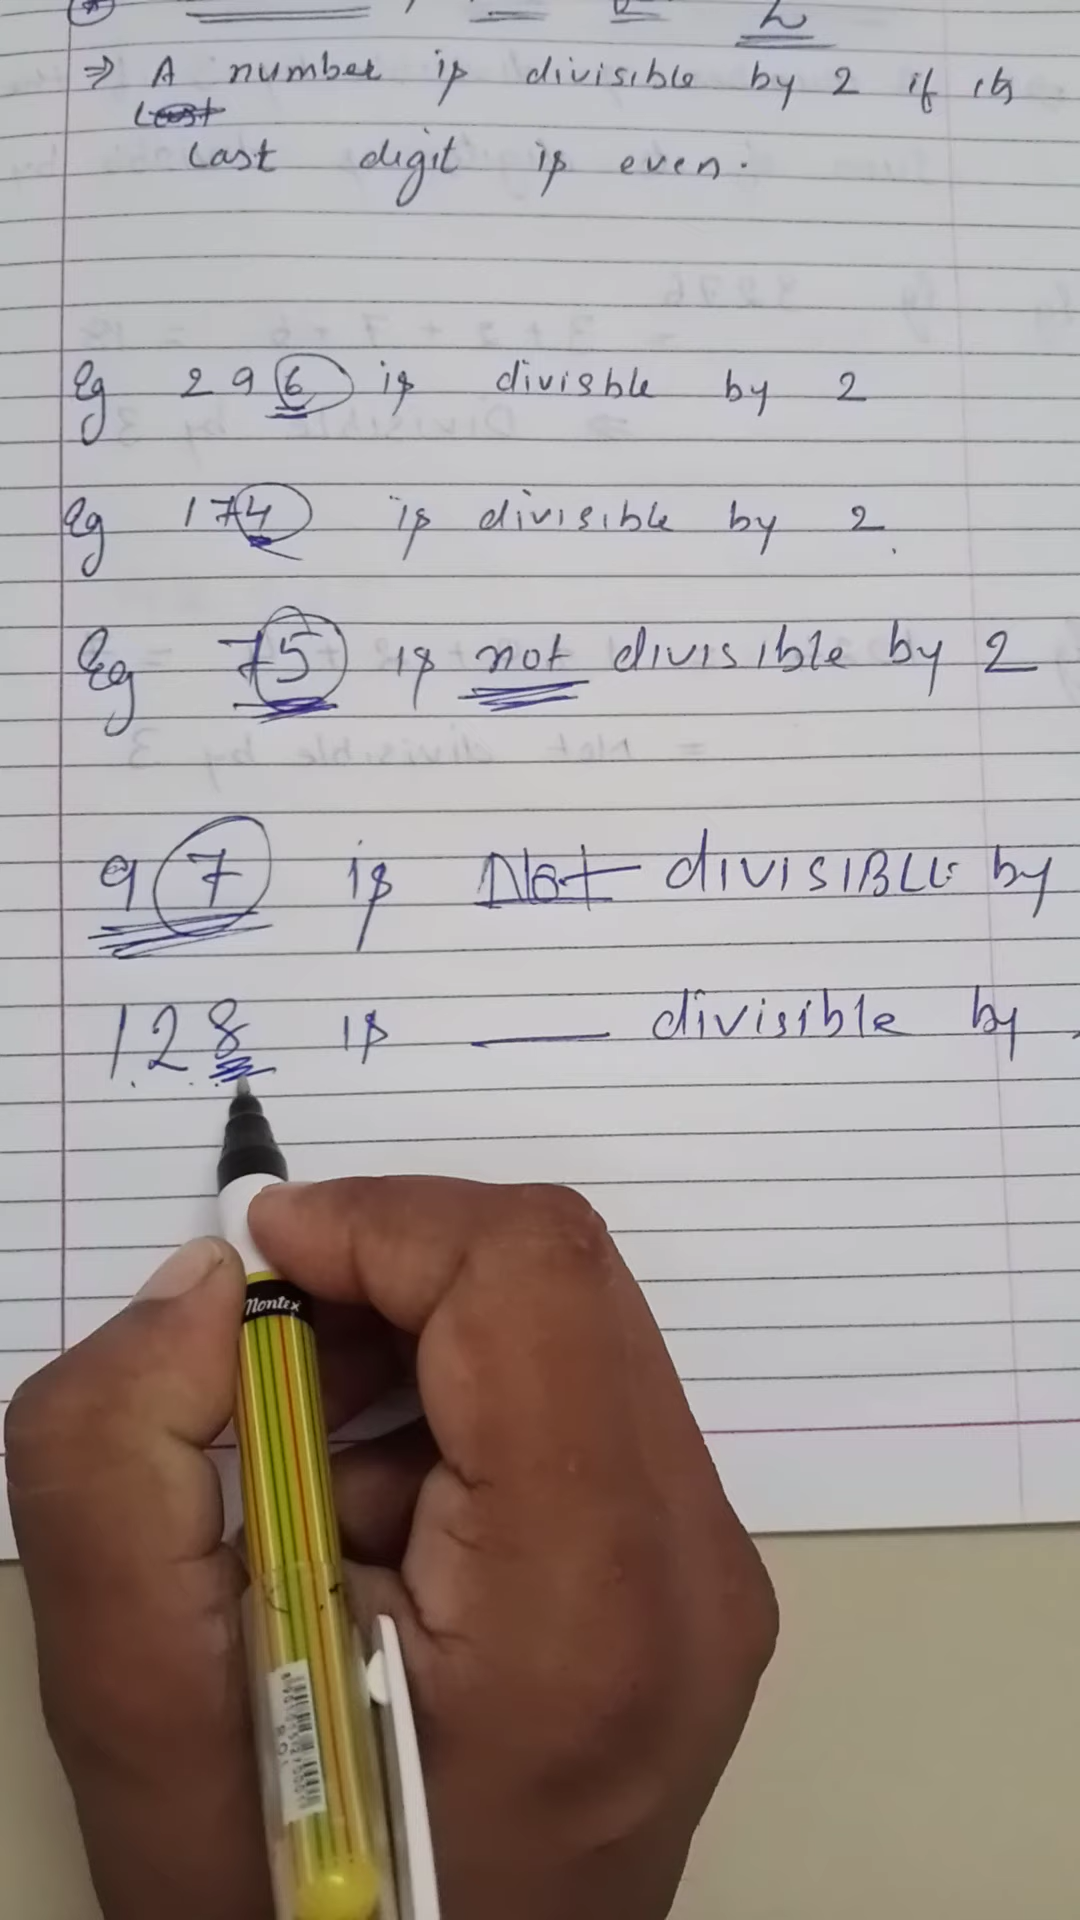 ⇒ A number is divisible by 2 if its
Last digit is even.
Eg 296 is divisble by 2
Eg 174 is divisible by 2.
Eg 75 is not divisible by 2
97 is Not divisIBLE by
128 is ___ divisible by
Montex